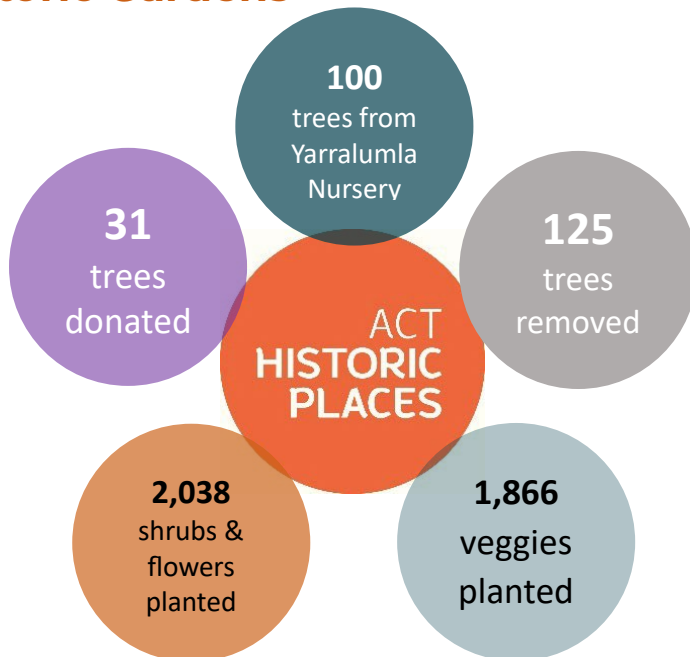 100
trees from
Yarralumla
Nursery
31
trees
donated
125
trees
removed
ACT
HISTORIC
PLACES
2,038
shrubs &
flowers
planted
1,866
veggies
planted